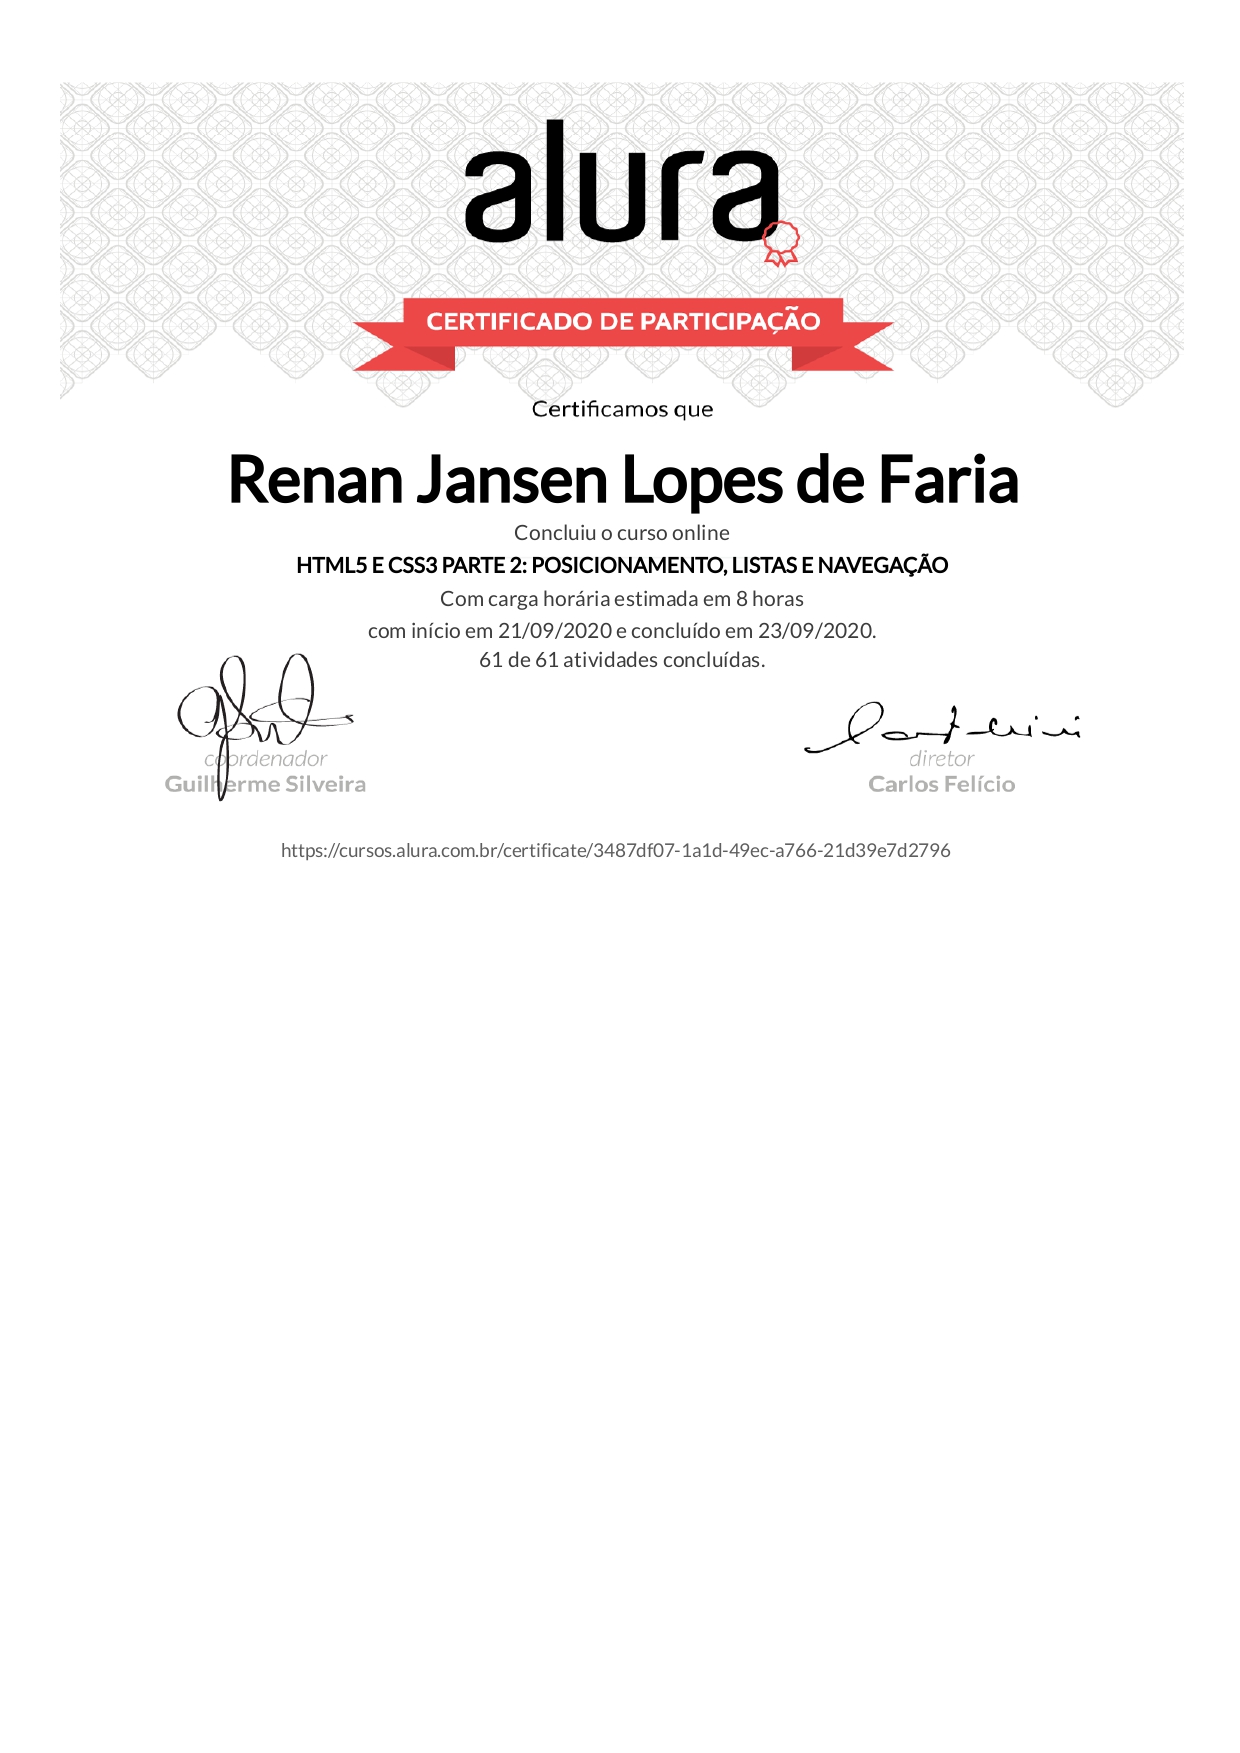 alura
CERTIFICADO DE PARTICIPAÇÃO
Certificamos que
Renan Jansen Lopes de Faria
Concluiu o curso online
HTML5 E CSS3 PARTE 2: POSICIONAMENTO, LISTAS E NAVEGAÇÃO
Com carga horária estimada em 8 horas
com início em 21/09/2020 e concluído em 23/09/2020.
61 de 61 atividades concluídas.
coordenador
Guilherme Silveira
diretor
Carlos Felício
https://cursos.alura.com.br/certificate/3487df07-1a1d-49ec-a766-21d39e7d2796